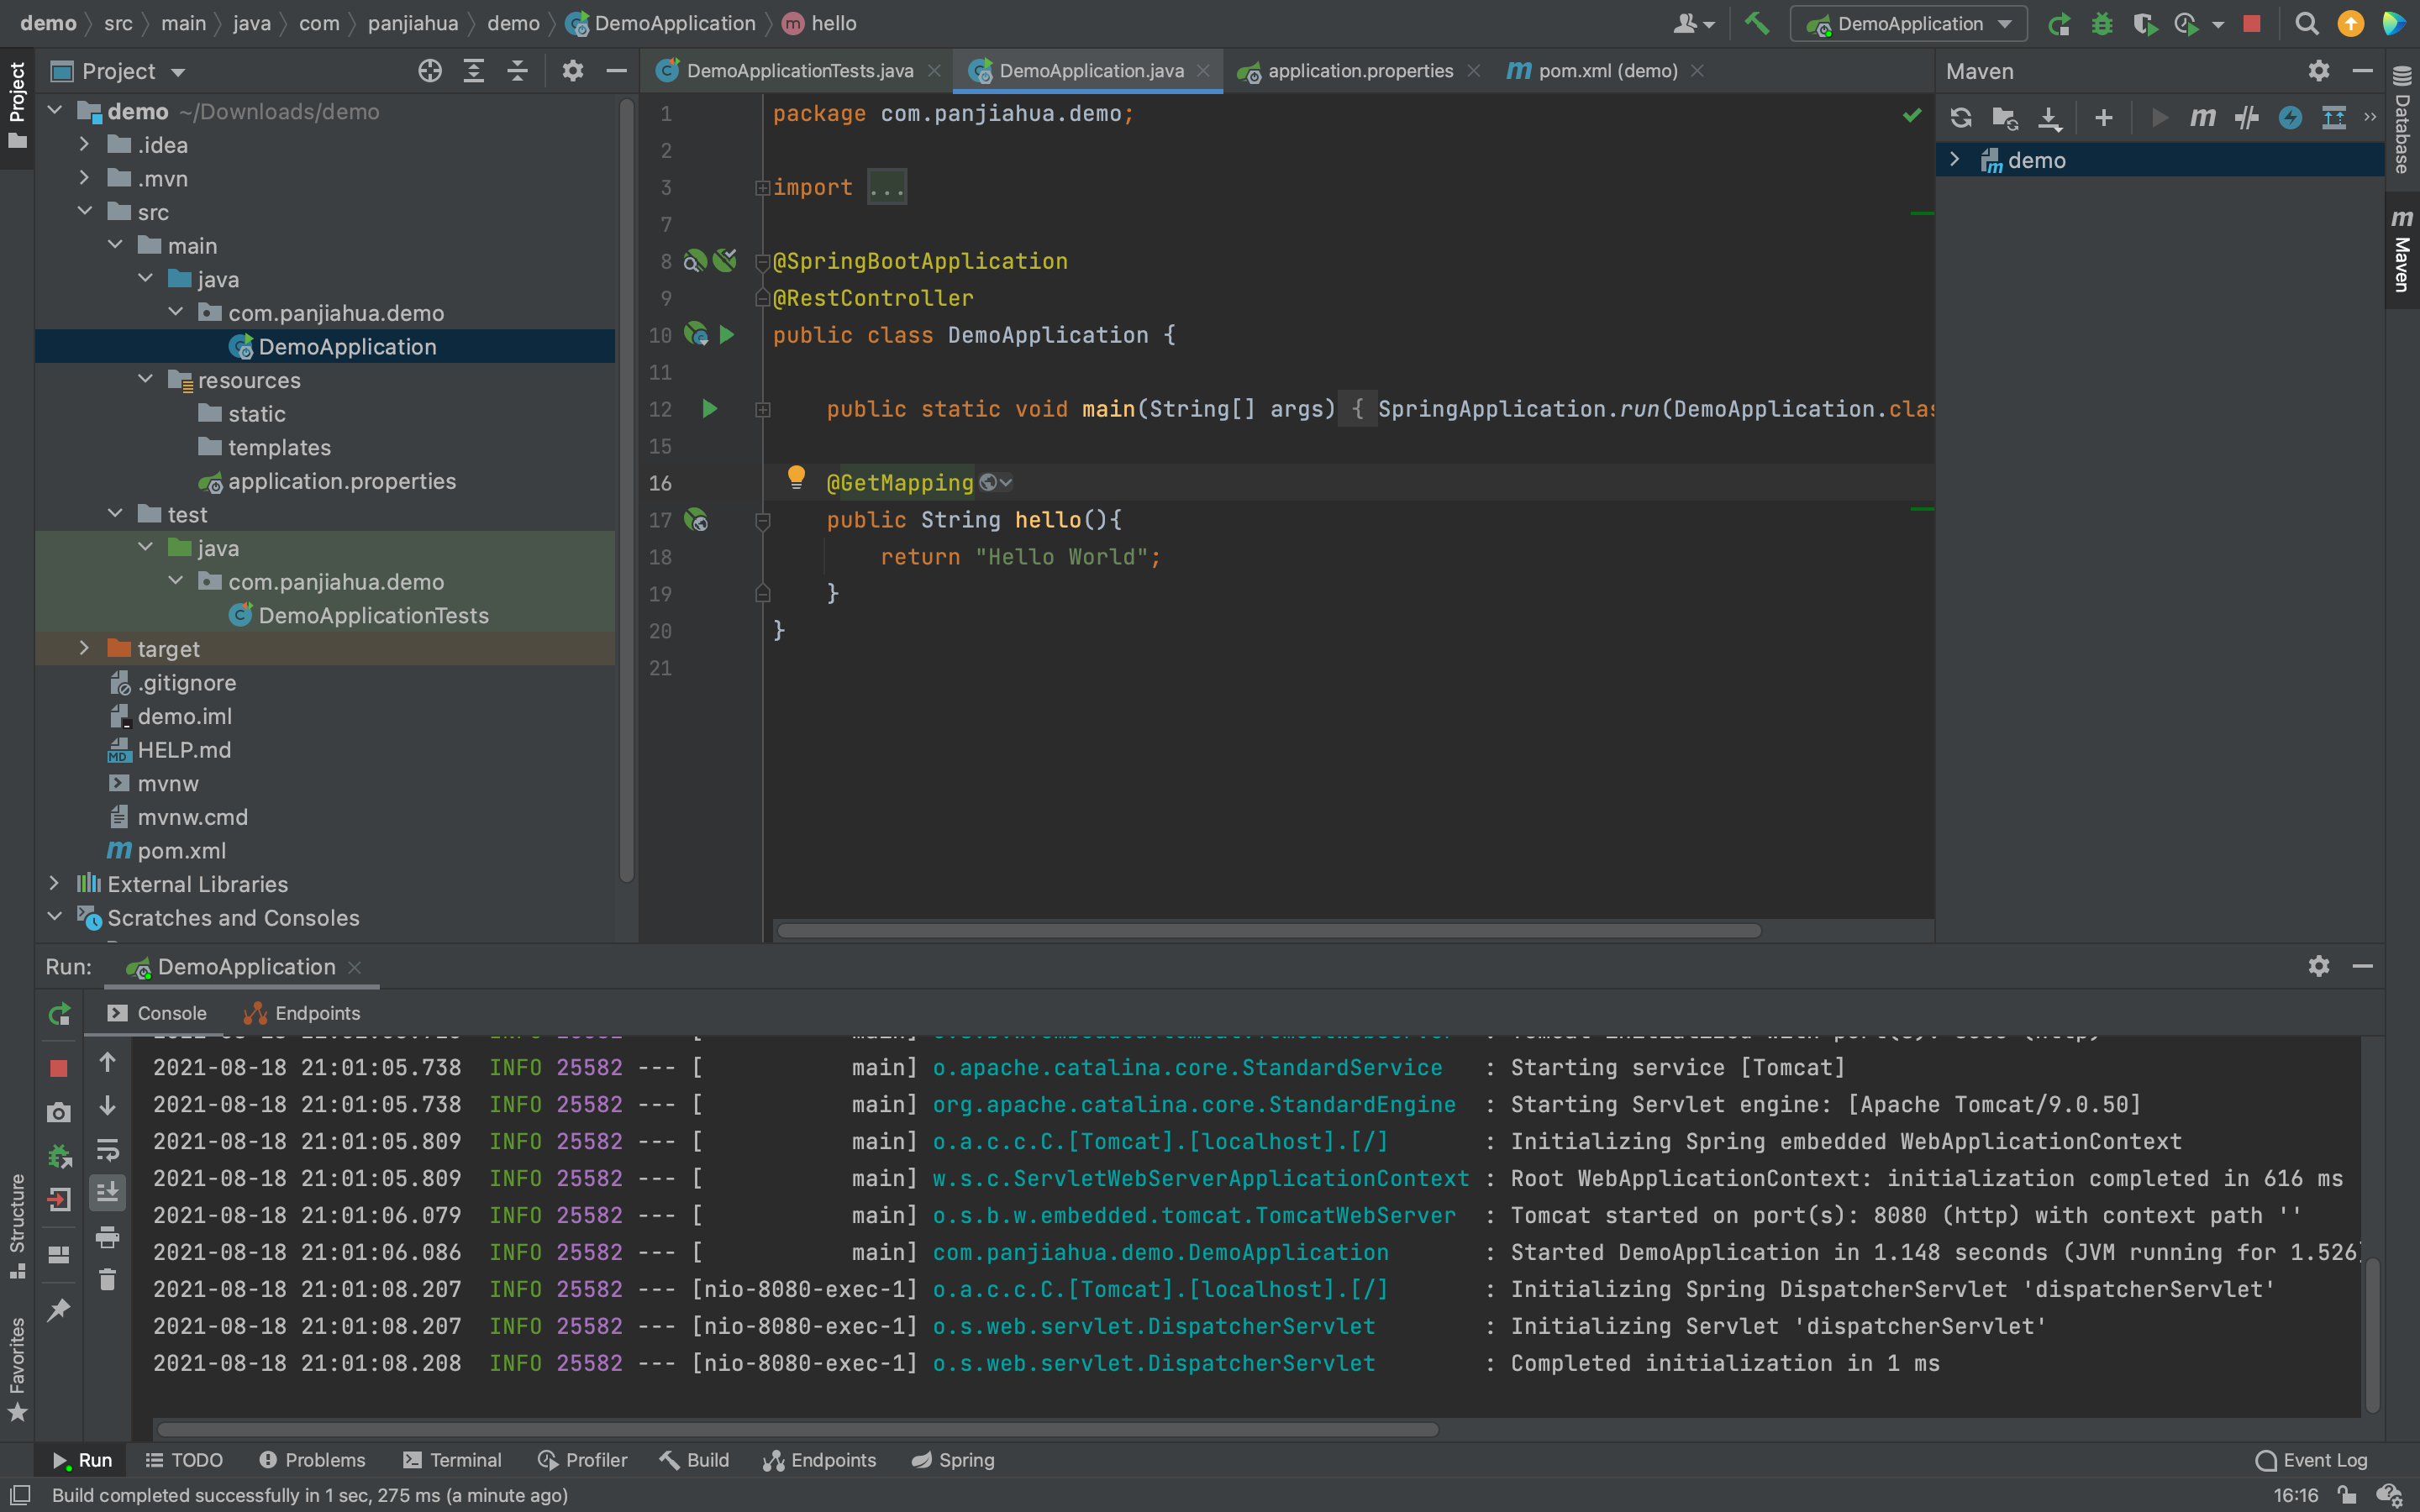 demo src main java com panjiahua demo DemoApplication hello
DemoApplication
Project
Project
DemoApplicationTests.java DemoApplication.java application.properties pom.xml (demo)
Maven
Database
Maven
demo
demo ~/Downloads/demo
.idea
.mvn
src
main
java
com.panjiahua.demo
DemoApplication
resources
static
templates
application.properties
test
java
com.panjiahua.demo
DemoApplicationTests
target
.gitignore
demo.iml
HELP.md
mvnw
mvnw.cmd
pom.xml
External Libraries
Scratches and Consoles
1 package com.panjiahua.demo;
2
3 import ...
7
8 @SpringBootApplication
9 @RestController
10 public class DemoApplication {
11
12 public static void main(String[] args) { SpringApplication.run(DemoApplication.clas
15
16 @GetMapping
17 public String hello(){
18 return "Hello World";
19 }
20 }
21
Run: DemoApplication
Console Endpoints
2021-08-18 21:01:05.738 INFO 25582 --- [ main] o.apache.catalina.core.StandardService : Starting service [Tomcat]
2021-08-18 21:01:05.738 INFO 25582 --- [ main] org.apache.catalina.core.StandardEngine : Starting Servlet engine: [Apache Tomcat/9.0.50]
2021-08-18 21:01:05.809 INFO 25582 --- [ main] o.a.c.c.C.[Tomcat].[localhost].[/] : Initializing Spring embedded WebApplicationContext
2021-08-18 21:01:05.809 INFO 25582 --- [ main] w.s.c.ServletWebServerApplicationContext : Root WebApplicationContext: initialization completed in 616 ms
2021-08-18 21:01:06.079 INFO 25582 --- [ main] o.s.b.w.embedded.tomcat.TomcatWebServer : Tomcat started on port(s): 8080 (http) with context path ''
2021-08-18 21:01:06.086 INFO 25582 --- [ main] com.panjiahua.demo.DemoApplication : Started DemoApplication in 1.148 seconds (JVM running for 1.526)
2021-08-18 21:01:08.207 INFO 25582 --- [nio-8080-exec-1] o.a.c.c.C.[Tomcat].[localhost].[/] : Initializing Spring DispatcherServlet 'dispatcherServlet'
2021-08-18 21:01:08.207 INFO 25582 --- [nio-8080-exec-1] o.s.web.servlet.DispatcherServlet : Initializing Servlet 'dispatcherServlet'
2021-08-18 21:01:08.208 INFO 25582 --- [nio-8080-exec-1] o.s.web.servlet.DispatcherServlet : Completed initialization in 1 ms
Structure
Favorites
Run TODO Problems Terminal Profiler Build Endpoints Spring Event Log
Build completed successfully in 1 sec, 275 ms (a minute ago) 16:16